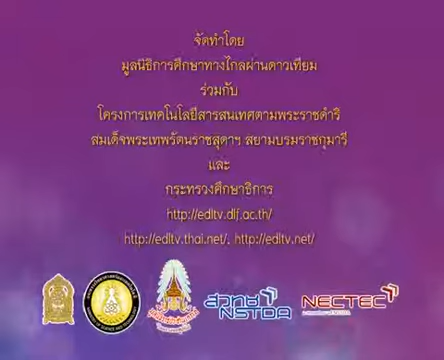 จัดทำโดย
มูลนิธิการศึกษาทางไกลผ่านดาวเทียม
ร่วมกับ
โครงการเทคโนโลยีสารสนเทศตามพระราชดำริ
สมเด็จพระเทพรัตนราชสุดาฯ สยามบรมราชกุมารี
และ
กระทรวงศึกษาธิการ
http://edltv.dlf.ac.th/
http://edltv.thai.net/, http://edltv.net/
สวทช NECTEC
NSTDA